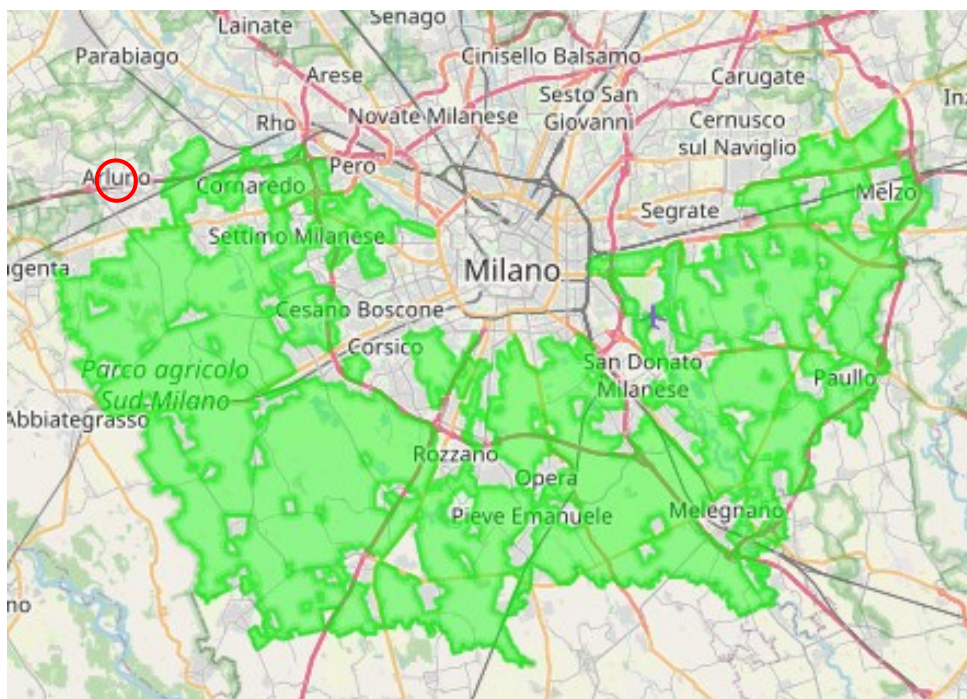 Lainate
Senago
Parabiago
Cinisello Balsamo
Arese
Carugate
Sesto San
Giovanni
Novate Milanese
Rho
Cernusco
sul Naviglio
Pero
Arluno
Cornaredo
Melzo
Segrate
Settimo Milanese
agenta
Milano
Cesano Boscone
Corsico
San Donato
Milanese
Parco agricolo
Sud Milano
Paullo
Abbiategrasso
Rozzano
Opera
Pieve Emanuele
Melegnano
no